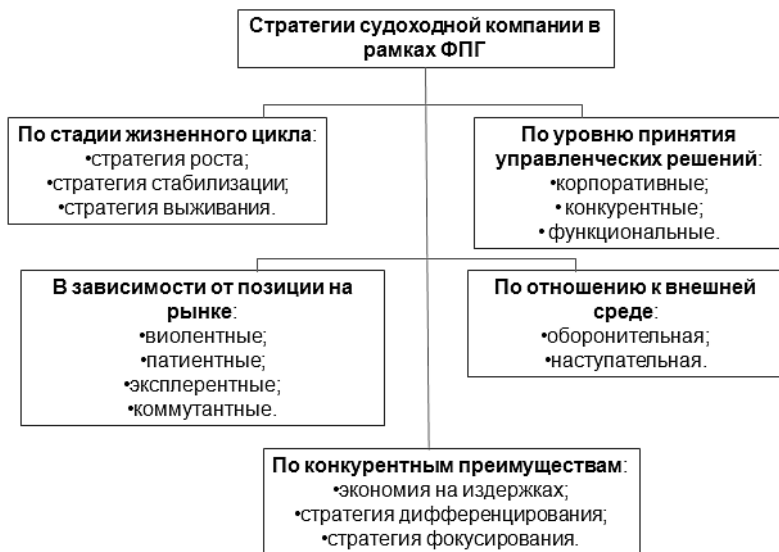 Стратегии судоходной компании в
рамках ФПГ
По стадии жизненного цикла:
•стратегия роста;
•стратегия стабилизации;
•стратегия выживания.
По уровню принятия
управленческих решений:
•корпоративные;
• конкурентные;
• функциональные.
В зависимости от позиции на
рынке:
•виолентные;
•патиентные;
•эксплерентные;
•коммутантные.
По отношению к внешней
среде:
•оборонительная;
•наступательная.
По конкурентным преимуществам:
•экономия на издержках;
•стратегия дифференцирования;
•стратегия фокусирования.